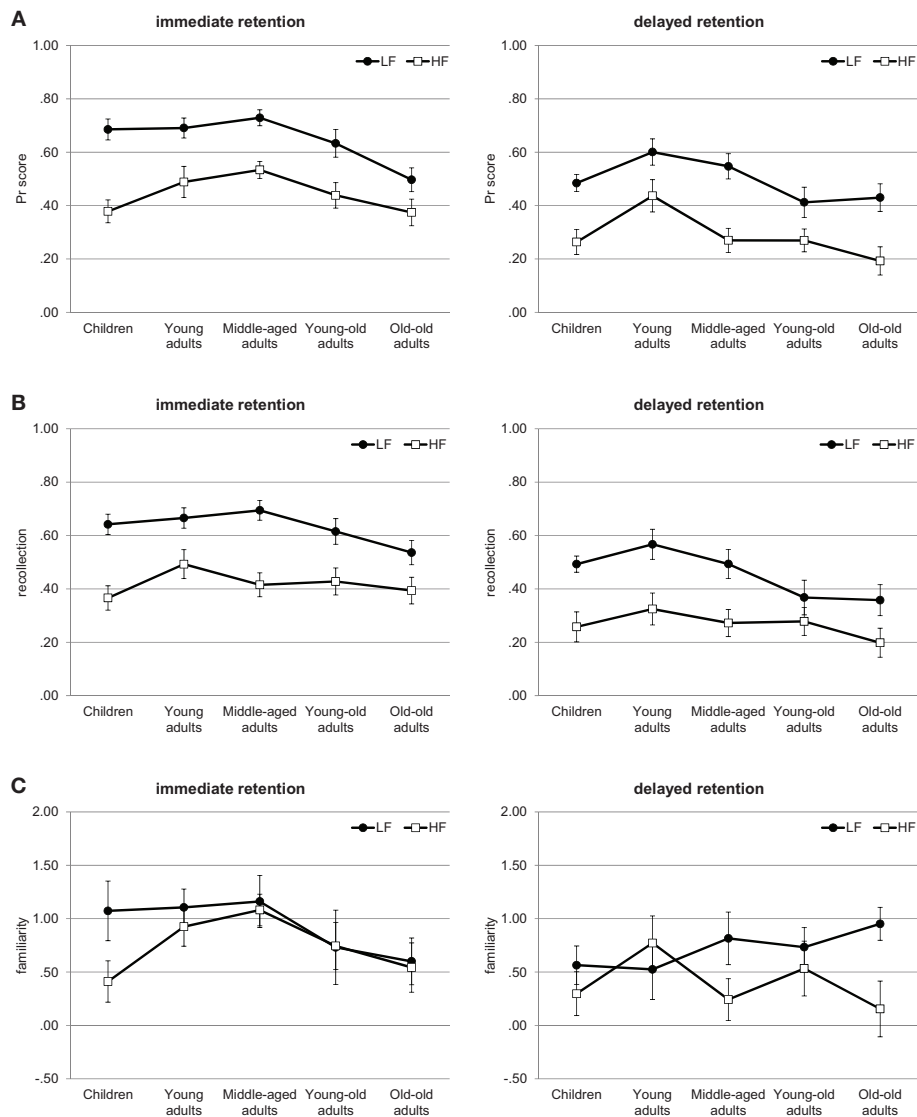 A
immediate retention
LF HF
1.00
.80
.60
.40
.20
.00
Pr score
Children Young adults Middle-aged adults Young-old adults Old-old adults
delayed retention
LF HF
1.00
.80
.60
.40
.20
.00
Pr score
Children Young adults Middle-aged adults Young-old adults Old-old adults
B
immediate retention
LF HF
1.00
.80
.60
.40
.20
.00
recollection
Children Young adults Middle-aged adults Young-old adults Old-old adults
delayed retention
LF HF
1.00
.80
.60
.40
.20
.00
recollection
Children Young adults Middle-aged adults Young-old adults Old-old adults
C
immediate retention
LF HF
2.00
1.50
1.00
.50
.00
-.50
familiarity
Children Young adults Middle-aged adults Young-old adults Old-old adults
delayed retention
LF HF
2.00
1.50
1.00
.50
.00
-.50
familiarity
Children Young adults Middle-aged adults Young-old adults Old-old adults